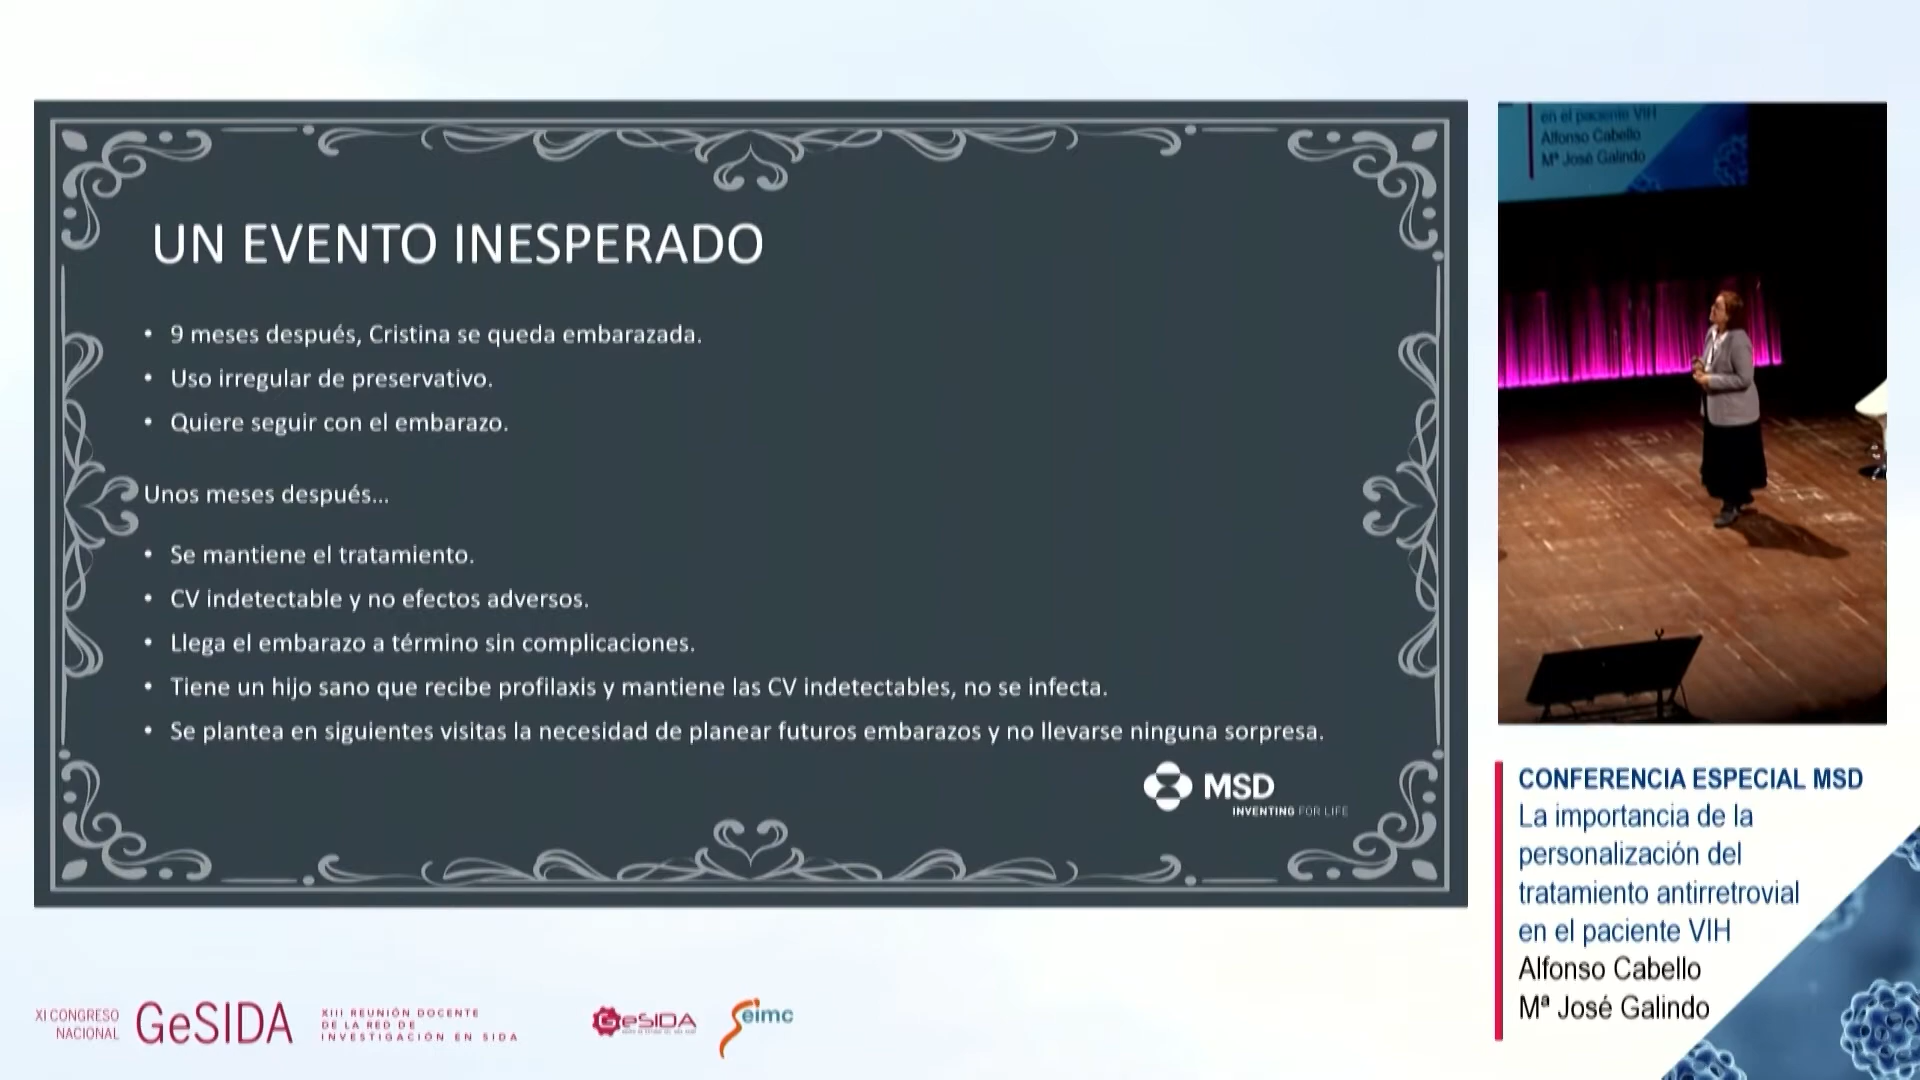 UN EVENTO INESPERADO
• 9 meses después, Cristina se queda embarazada.
• Uso irregular de preservativo.
• Quiere seguir con el embarazo.
Unos meses después...
• Se mantiene el tratamiento.
• CV indetectable y no efectos adversos.
• Llega el embarazo a término sin complicaciones.
• Tiene un hijo sano que recibe profilaxis y mantiene las CV indetectables, no se infecta.
• Se plantea en siguientes visitas la necesidad de planear futuros embarazos y no llevarse ninguna sorpresa.
MSD
INVENTING FOR LIFE
en el paciente VIH
Alfonso Cabello
Mª José Galindo
CONFERENCIA ESPECIAL MSD
La importancia de la
personalización del
tratamiento antirretrovial
en el paciente VIH
Alfonso Cabello
Mª José Galindo
XI CONGRESO
NACIONAL
GeSIDA
XIII REUNIÓN DOCENTE
DE LA RED DE
INVESTIGACIÓN EN SIDA
GeSIDA
Seimc